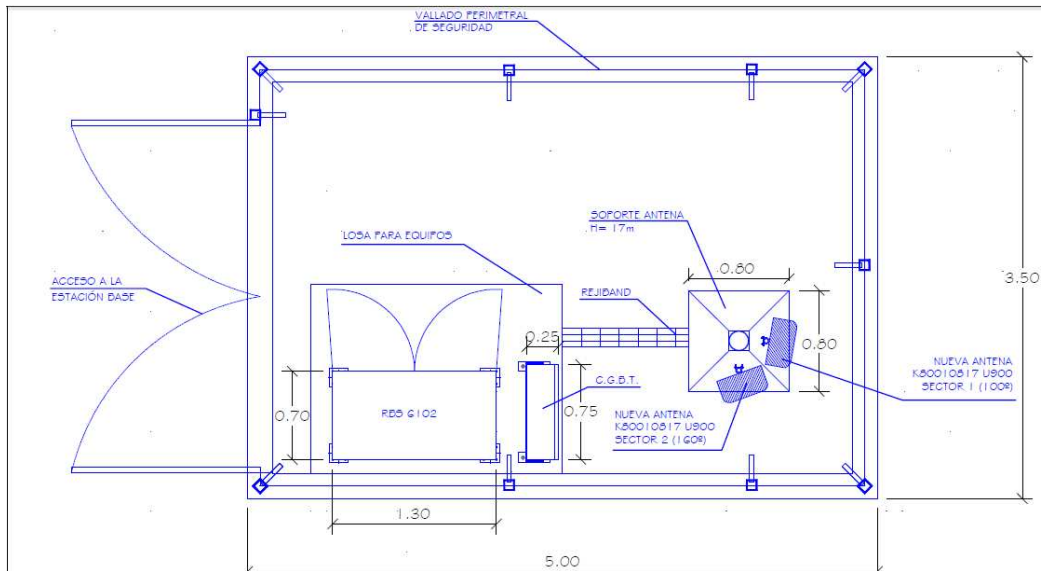 VALLADO PERIMETRAL
DE SEGURIDAD
SOPORTE ANTENA
H= 17m
LOSA PARA EQUIPOS
ACCESO A LA
ESTACIÓN BASE
0.80
3.50
REJIBAND
0.25
0.80
NUEVA ANTENA
K80010817 U900
SECTOR 1 (100º)
C.G.B.T.
0.70
RBS 6102
0.75
NUEVA ANTENA
K80010817 U900
SECTOR 2 (160º)
1.30
5.00